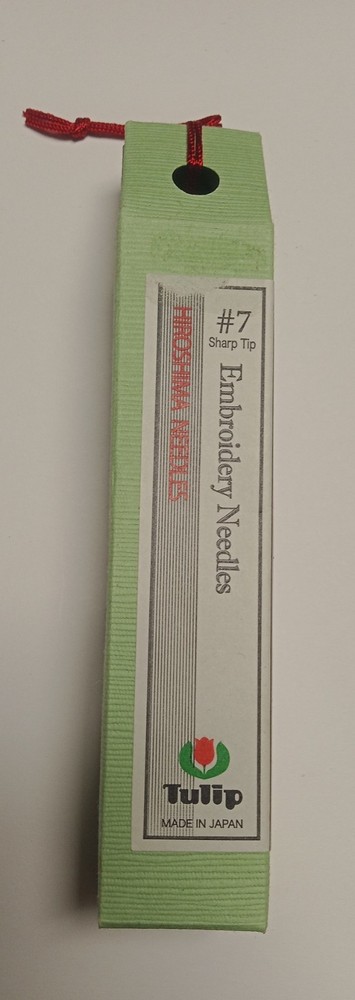 #7
Sharp Tip
Embroidery Needles
HIROSHIMA NEEDLES
Tulip
MADE IN JAPAN